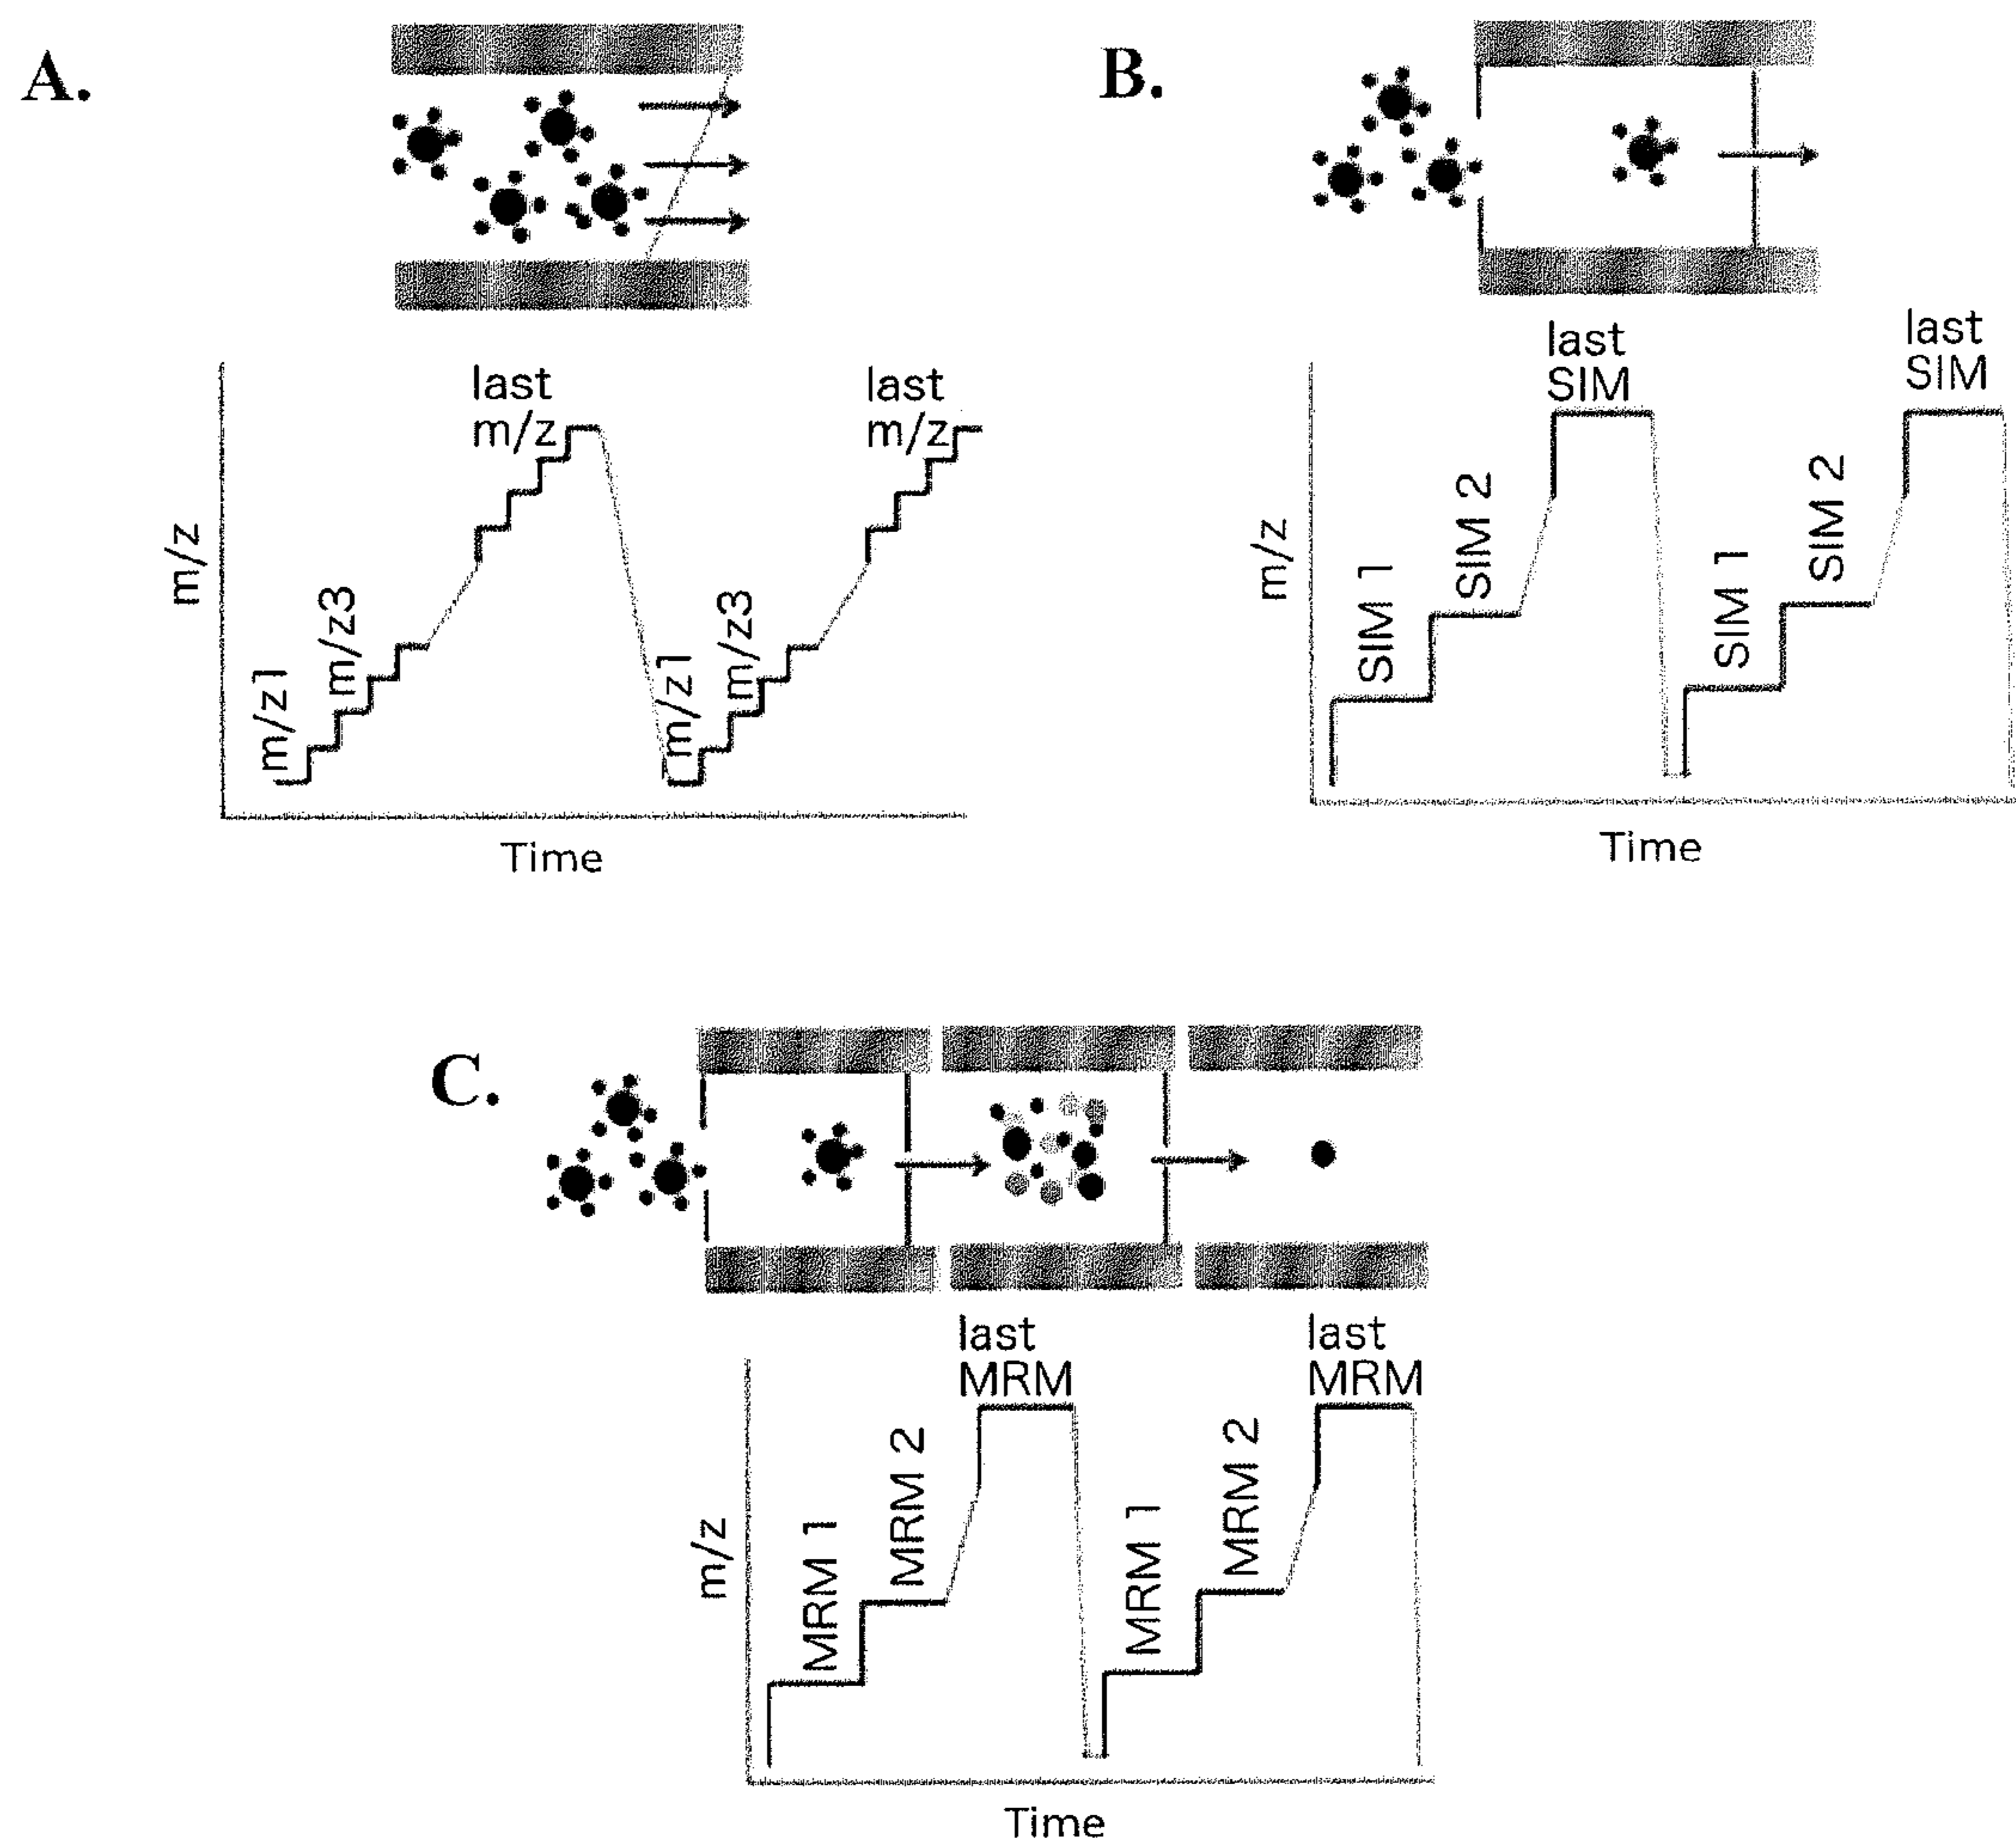 A.
B.
last
m/z
last
m/z
m/z1
m/z3
m/z1
m/z3
m/z
Time
last
SIM
last
SIM
SIM 1
SIM 2
SIM 1
SIM 2
m/z
Time
C.
last
MRM
last
MRM
MRM 1
MRM 2
MRM 1
MRM 2
m/z
Time